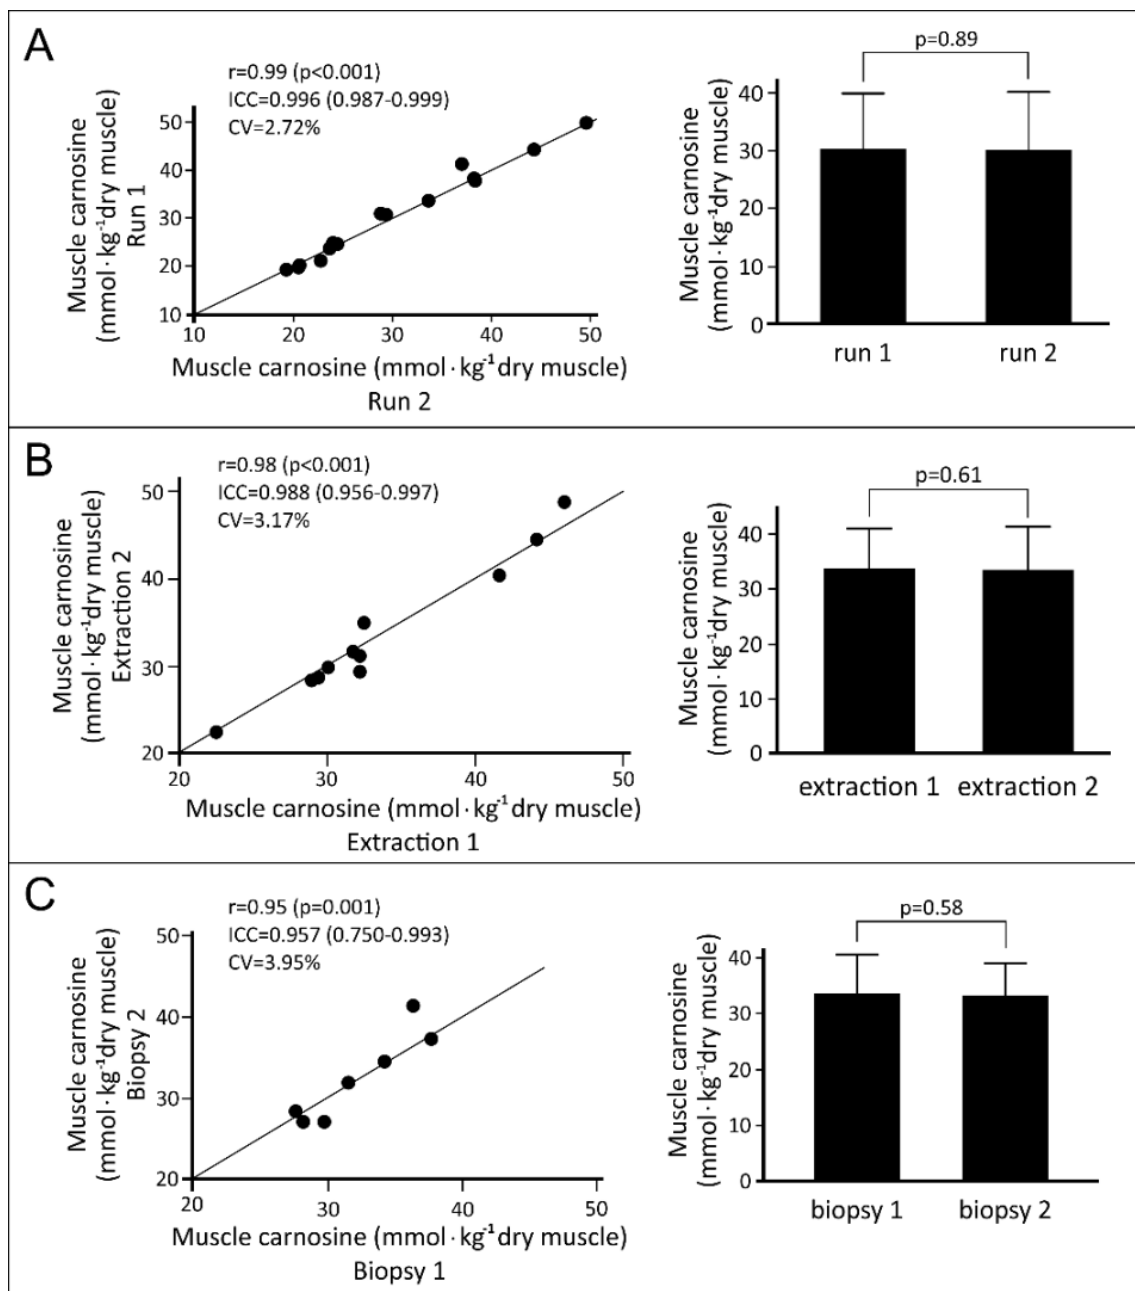 A
r=0.99 (p<0.001)
ICC=0.996 (0.987-0.999)
CV=2.72%
Muscle carnosine
(mmol·kg⁻¹dry muscle)
Run 1
50
40
30
20
10
10 20 30 40 50
Muscle carnosine (mmol·kg⁻¹dry muscle)
Run 2
p=0.89
Muscle carnosine
(mmol·kg⁻¹dry muscle)
40
30
20
10
0
run 1 run 2
B
r=0.98 (p<0.001)
ICC=0.988 (0.956-0.997)
CV=3.17%
Muscle carnosine
(mmol·kg⁻¹dry muscle)
Extraction 2
50
40
30
20
20 30 40 50
Muscle carnosine (mmol·kg⁻¹dry muscle)
Extraction 1
p=0.61
Muscle carnosine
(mmol·kg⁻¹dry muscle)
40
30
20
10
0
extraction 1 extraction 2
C
r=0.95 (p=0.001)
ICC=0.957 (0.750-0.993)
CV=3.95%
Muscle carnosine
(mmol·kg⁻¹dry muscle)
Biopsy 2
50
40
30
20
20 30 40 50
Muscle carnosine (mmol·kg⁻¹dry muscle)
Biopsy 1
p=0.58
Muscle carnosine
(mmol·kg⁻¹dry muscle)
40
30
20
10
0
biopsy 1 biopsy 2